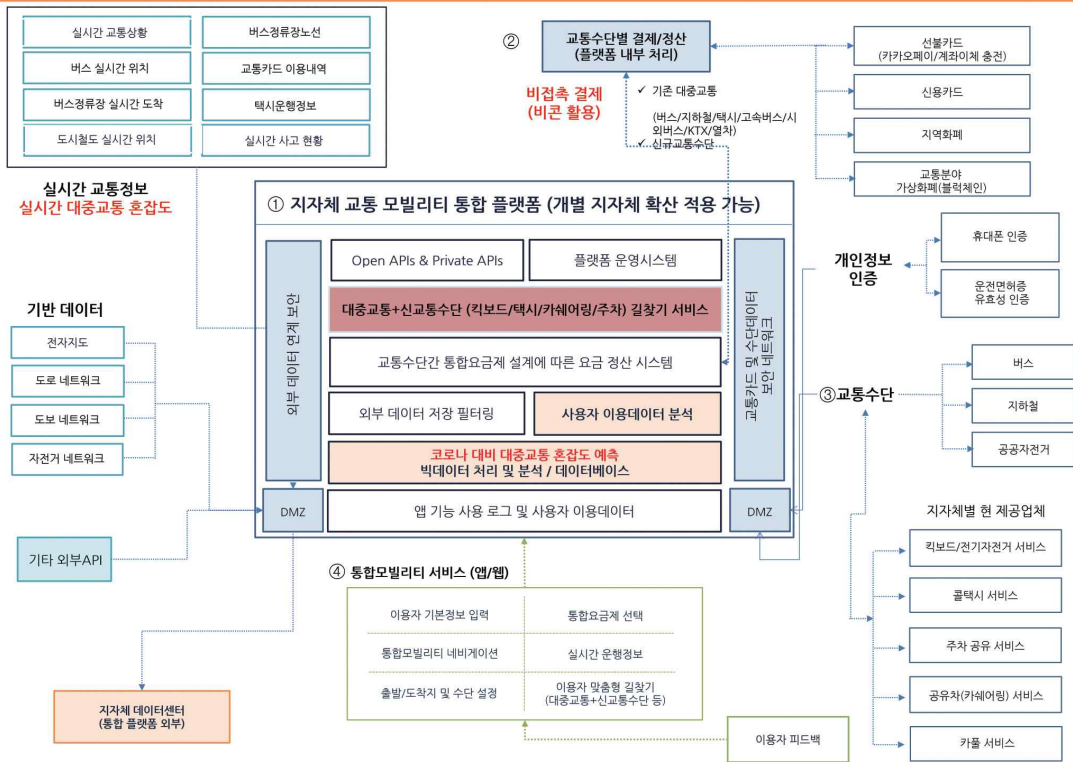 실시간 교통상황
버스정류장노선
버스 실시간 위치
교통카드 이용내역
버스정류장 실시간 도착
택시운행정보
도시철도 실시간 위치
실시간 사고 현황
실시간 교통정보
실시간 대중교통 혼잡도
②
교통수단별 결제/정산
(플랫폼 내부 처리)
비접촉 결제
(비콘 활용)
✓ 기존 대중교통
(버스/지하철/택시/고속버스/시
외버스/KTX/열차)
✓ 신규교통수단
선불카드
(카카오페이/계좌이체 충전)
신용카드
지역화폐
교통분야
가상화폐(블럭체인)
① 지자체 교통 모빌리티 통합 플랫폼 (개별 지자체 확산 적용 가능)
외부 데이터 연계 보안
Open APIs & Private APIs
플랫폼 운영시스템
대중교통+신교통수단 (킥보드/택시/카쉐어링/주차) 길찾기 서비스
교통수단간 통합요금제 설계에 따른 요금 정산 시스템
외부 데이터 저장 필터링
사용자 이용데이터 분석
코로나 대비 대중교통 혼잡도 예측
빅데이터 처리 및 분석 / 데이터베이스
DMZ
앱 기능 사용 로그 및 사용자 이용데이터
DMZ
교통카드 및 수단데이터
보안 네트워크
개인정보
인증
휴대폰 인증
운전면허증
유효성 인증
기반 데이터
전자지도
도로 네트워크
도보 네트워크
자전거 네트워크
기타 외부API
③교통수단
버스
지하철
공공자전거
지자체별 현 제공업체
킥보드/전기자전거 서비스
콜택시 서비스
주차 공유 서비스
공유차(카쉐어링) 서비스
카풀 서비스
④ 통합모빌리티 서비스 (앱/웹)
이용자 기본정보 입력
통합요금제 선택
통합모빌리티 네비게이션
실시간 운행정보
출발/도착지 및 수단 설정
이용자 맞춤형 길찾기
(대중교통+신교통수단 등)
지자체 데이터센터
(통합 플랫폼 외부)
이용자 피드백